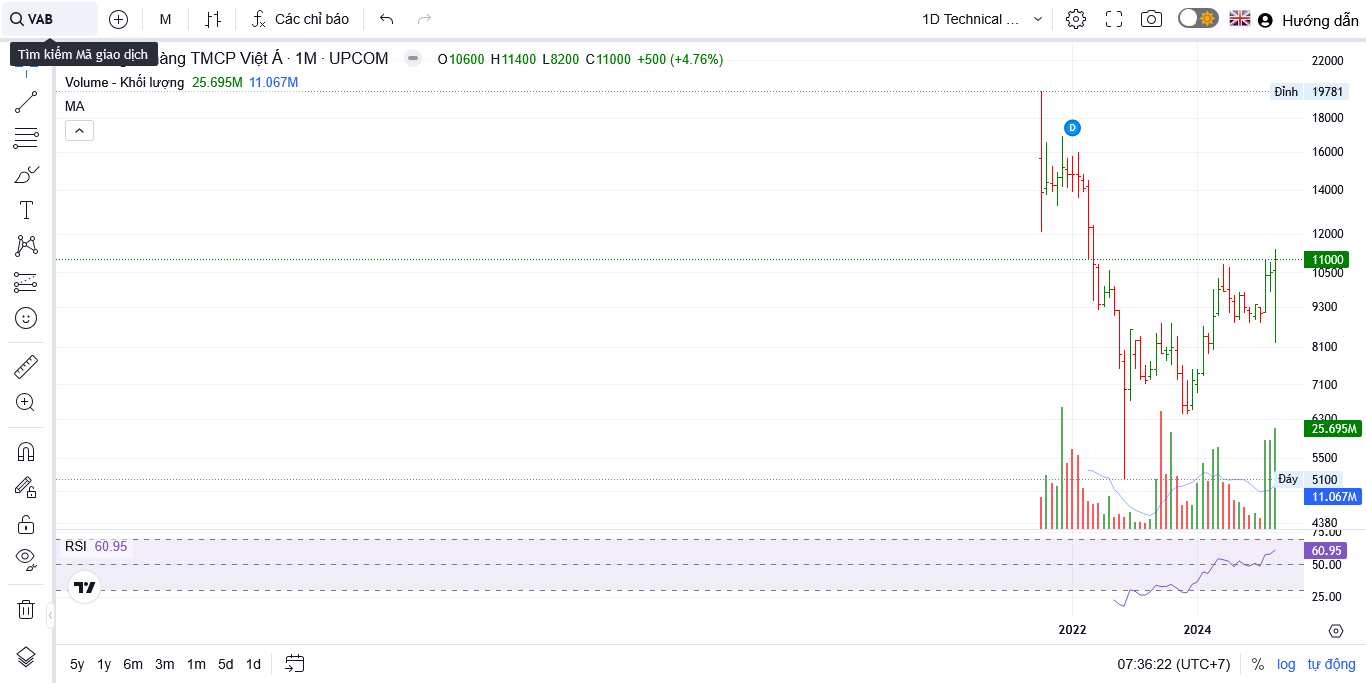 VAB M Các chỉ báo 1D Technical ... Hướng dẫn
Tìm kiếm Mã giao dịch
àng TMCP Việt Á · 1M · UPCOM O10600 H11400 L8200 C11000 +500 (+4.76%)
Volume - Khối lượng 25.695M 11.067M
MA
22000
Đỉnh 19781
18000
D
16000
14000
12000
11000
10500
9300
8100
7100
6300
25.695M
5500
Đáy 5100
11.067M
4380
75.00
RSI 60.95
60.95
50.00
25.00
2022 2024
5y 1y 6m 3m 1m 5d 1d 07:36:22 (UTC+7) % log tự động